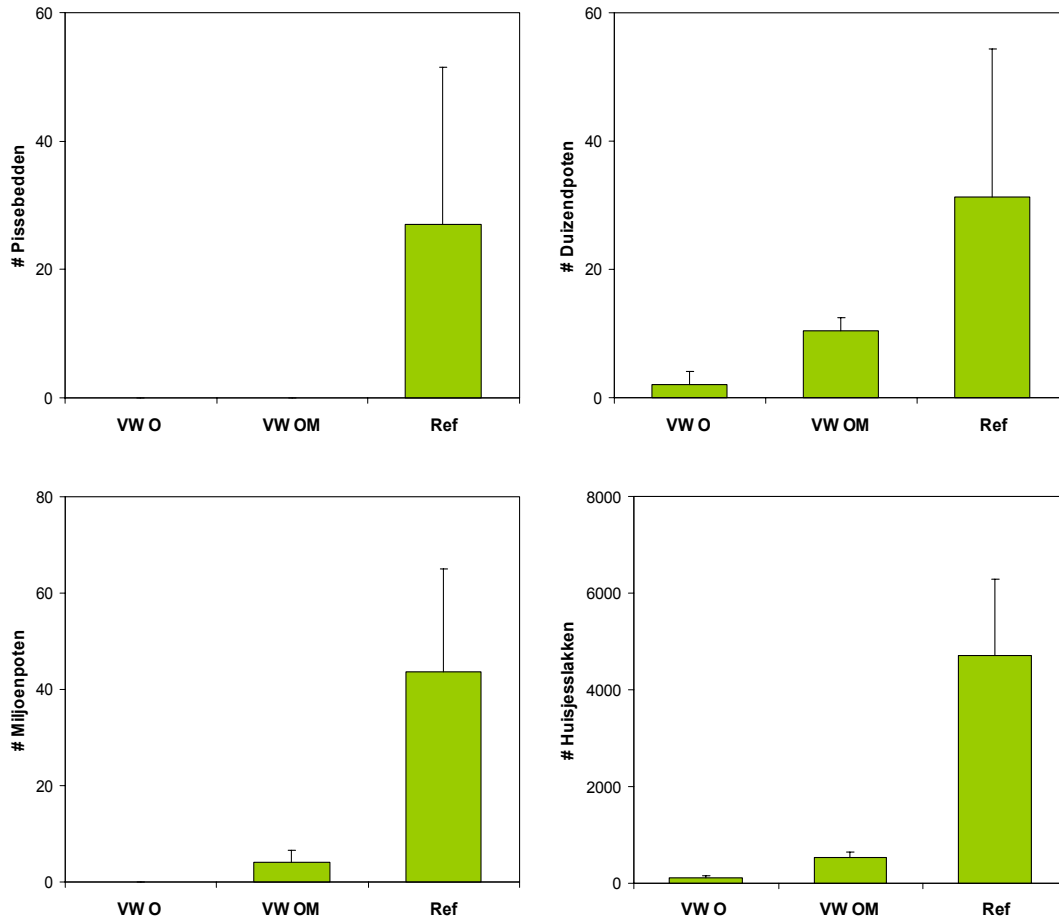 # Pissebedden
60
40
20
0
VW O VW OM Ref
# Duizendpoten
60
40
20
0
VW O VW OM Ref
# Miljoenpoten
80
60
40
20
0
VW O VW OM Ref
# Huisjesslakken
8000
6000
4000
2000
0
VW O VW OM Ref